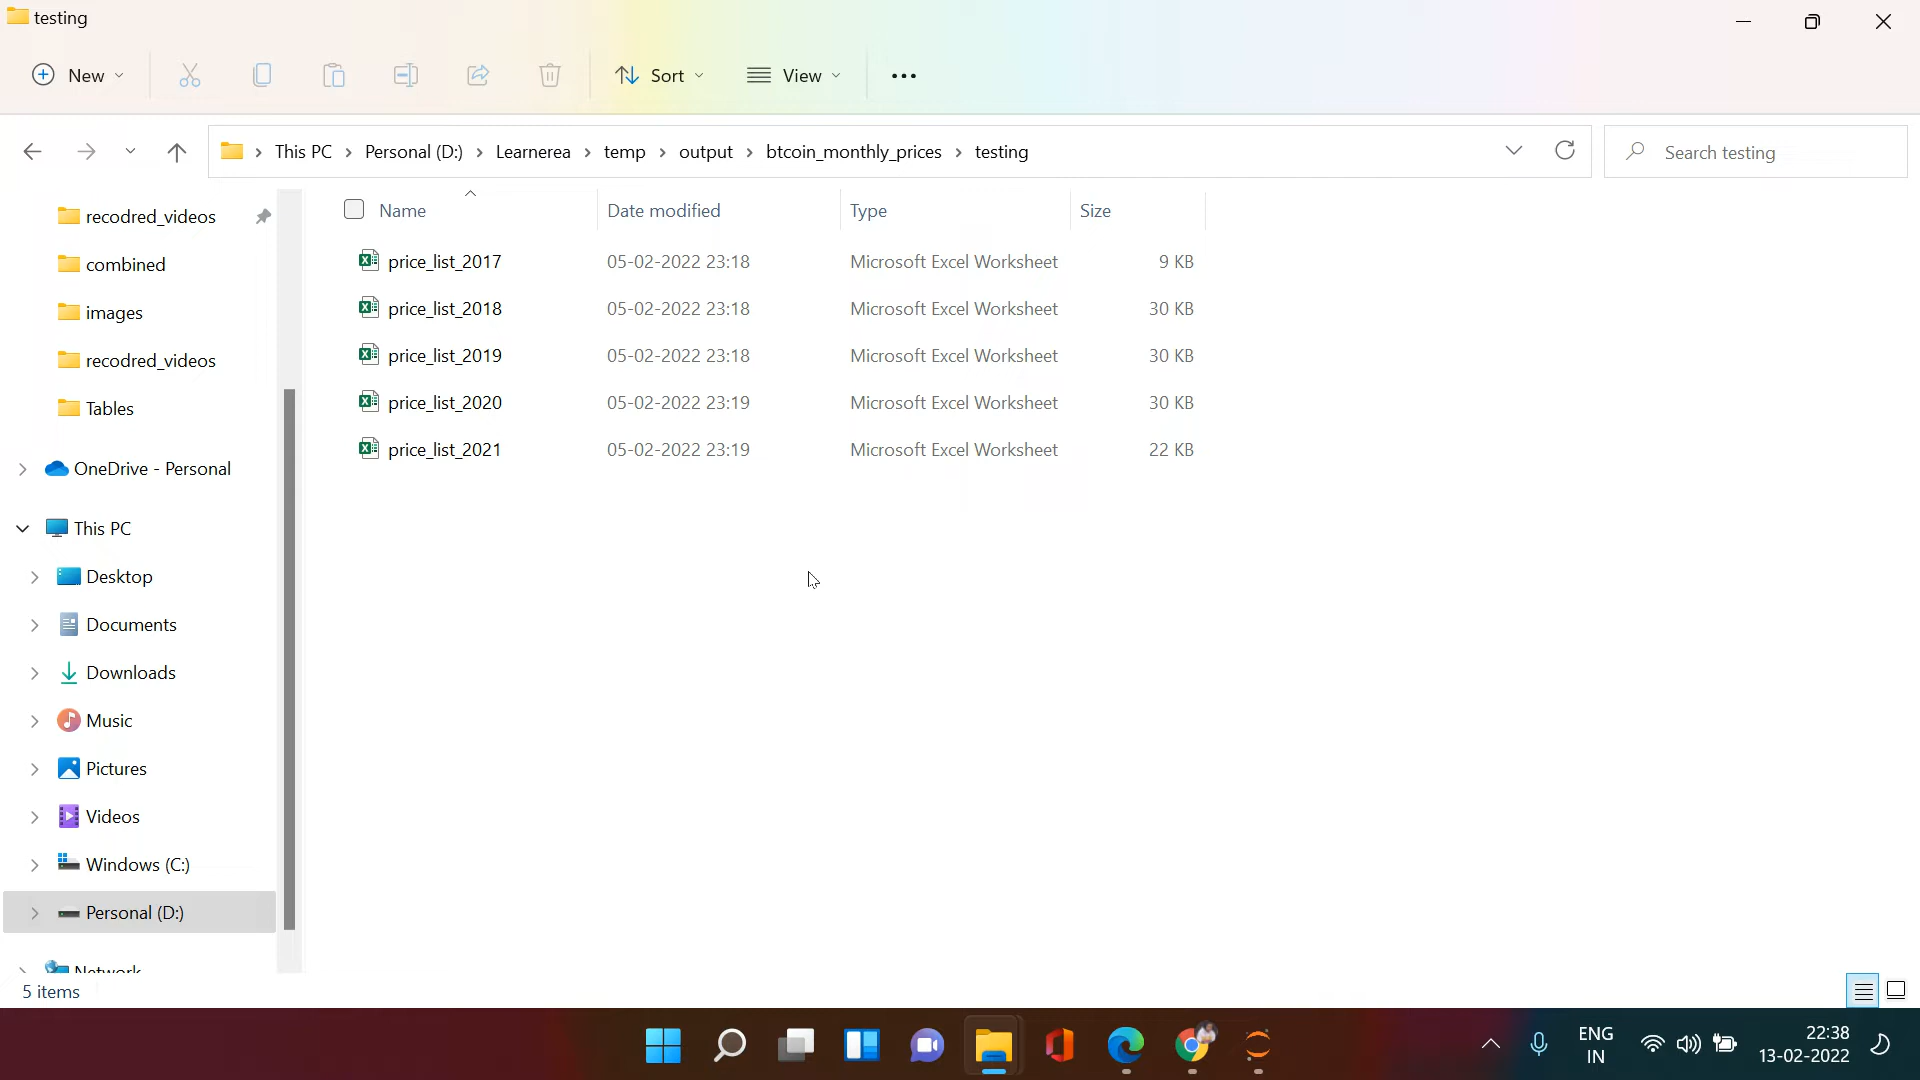 testing
New Sort View
This PC Personal (D:) Learnerea temp output btcoin_monthly_prices testing
Search testing
recodred_videos
combined
images
recodred_videos
Tables
OneDrive - Personal
This PC
Desktop
Documents
Downloads
Music
Pictures
Videos
Windows (C:)
Personal (D:)
Network
Name Date modified Type Size
price_list_2017 05-02-2022 23:18 Microsoft Excel Worksheet 9 KB
price_list_2018 05-02-2022 23:18 Microsoft Excel Worksheet 30 KB
price_list_2019 05-02-2022 23:18 Microsoft Excel Worksheet 30 KB
price_list_2020 05-02-2022 23:19 Microsoft Excel Worksheet 30 KB
price_list_2021 05-02-2022 23:19 Microsoft Excel Worksheet 22 KB
5 items
ENG
IN
22:38
13-02-2022